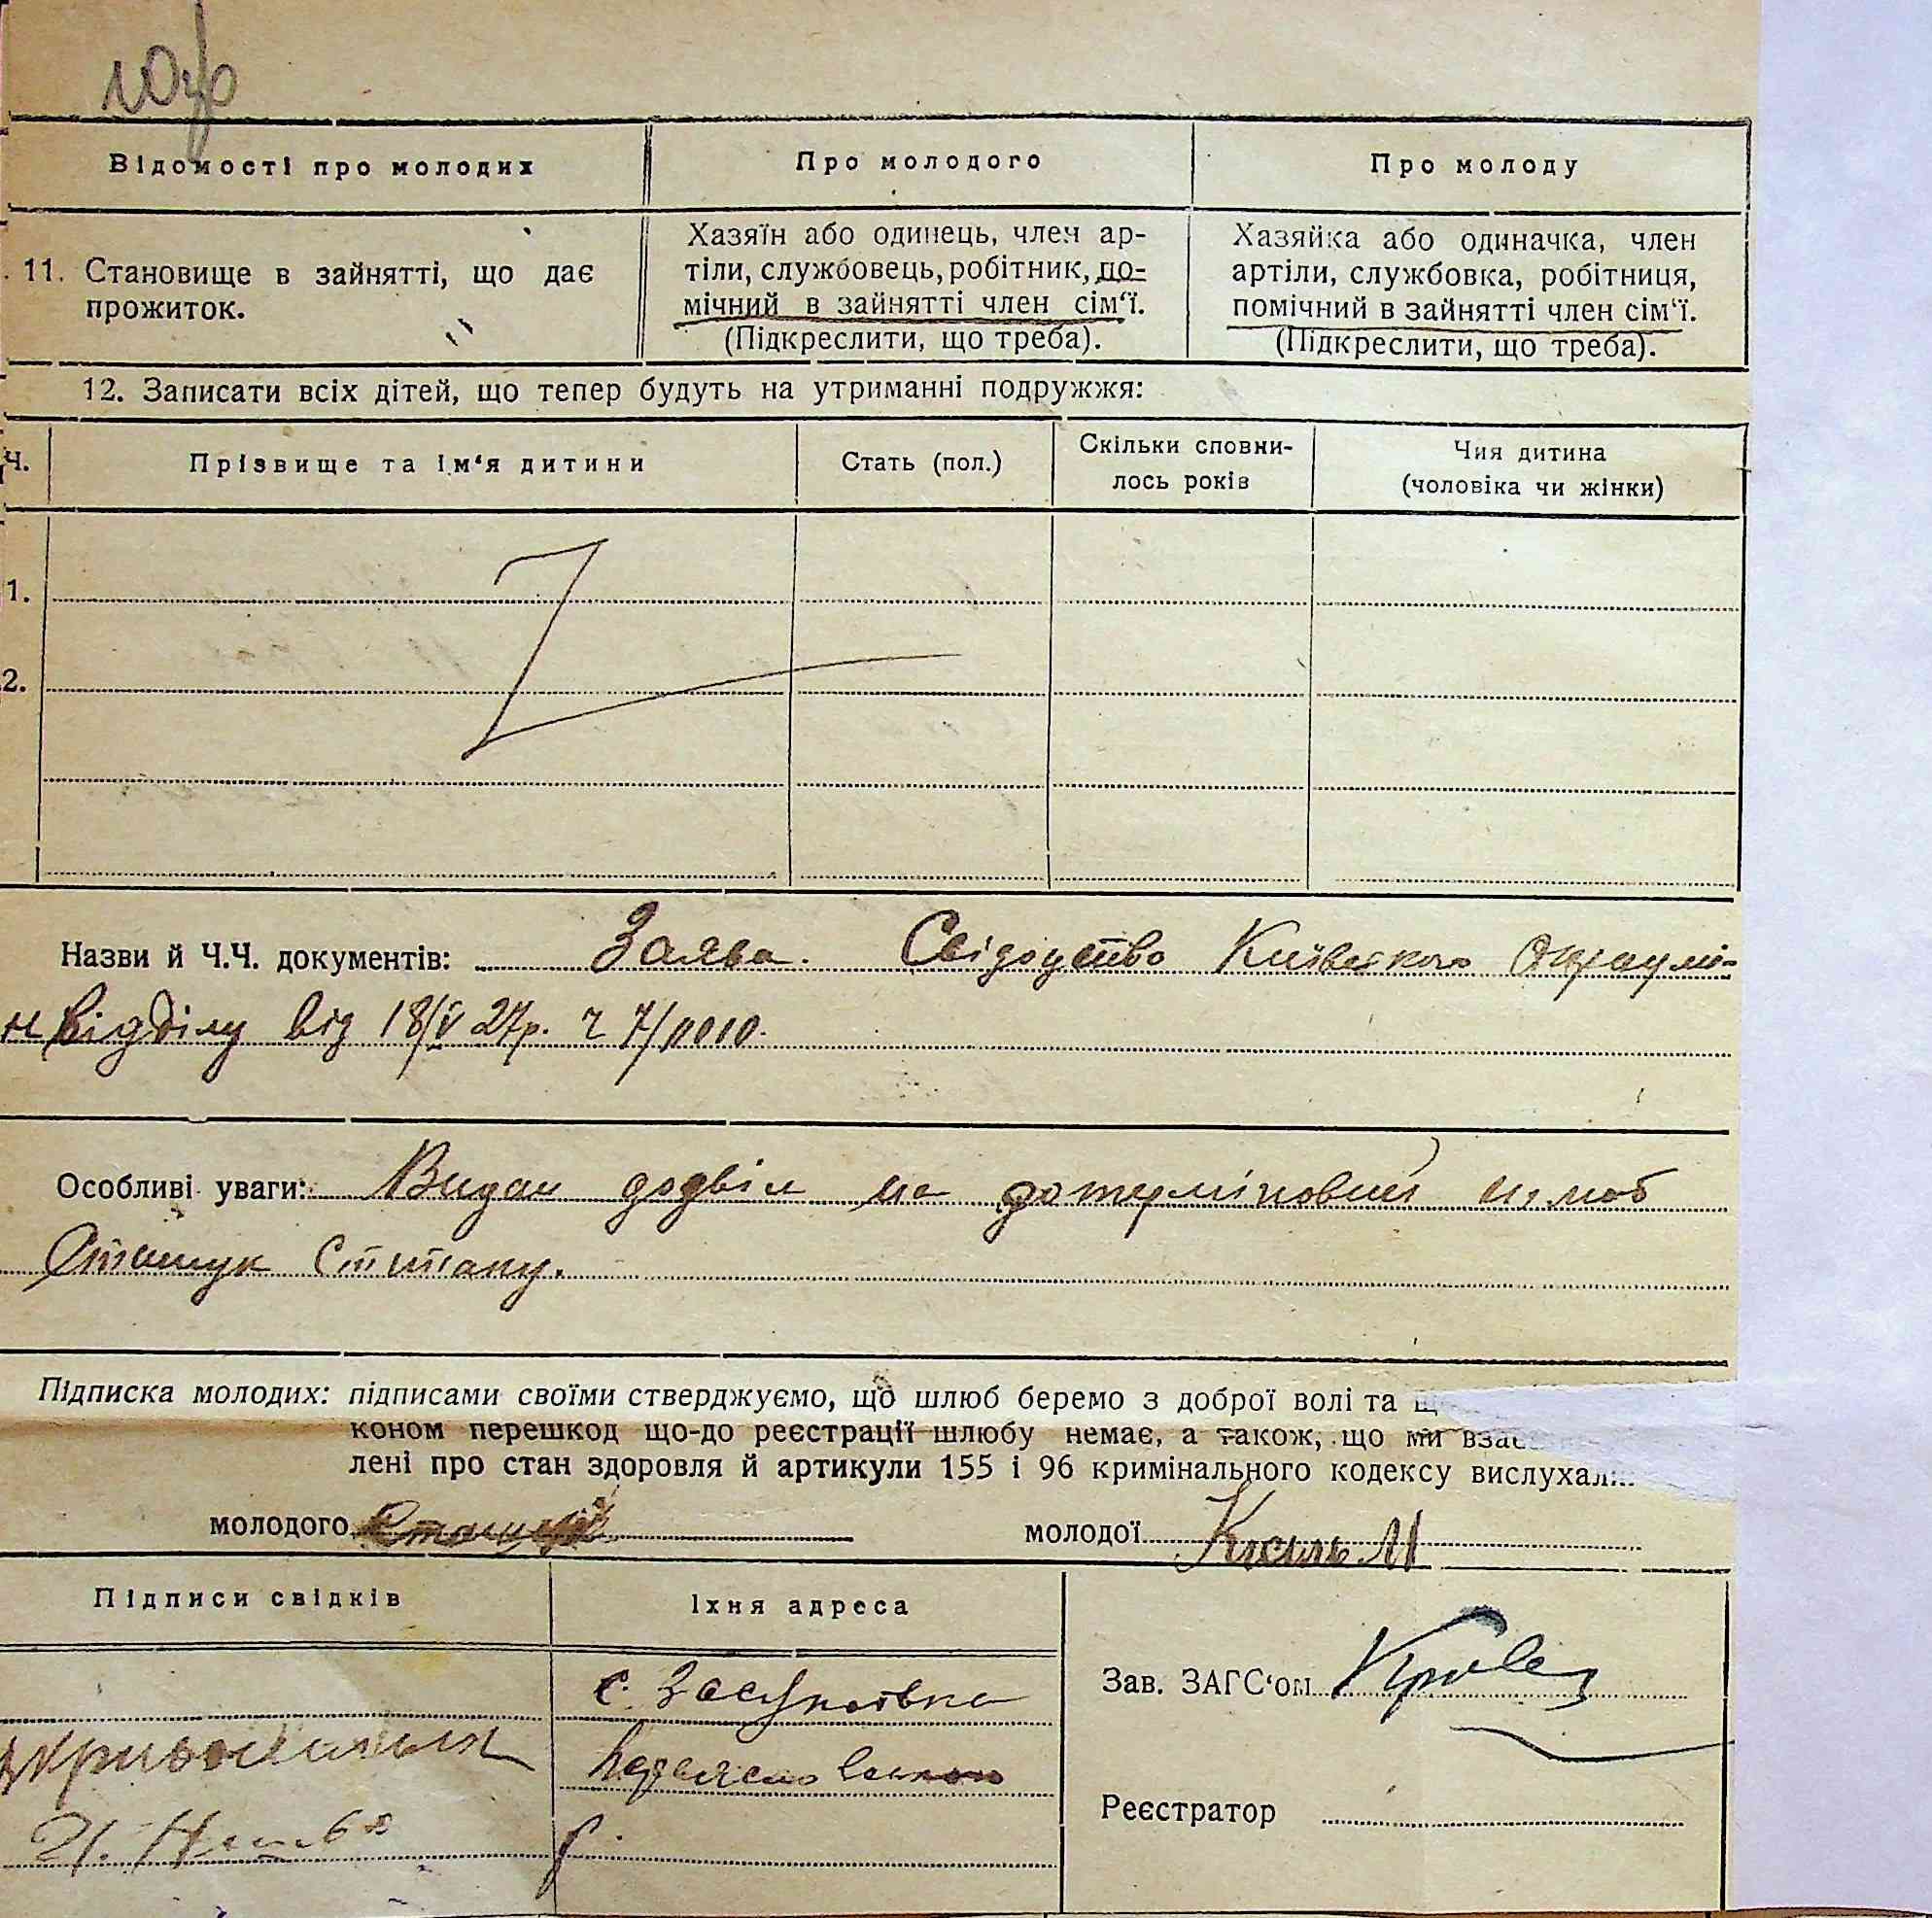 Відомості про молодих
Про молодого
Про молоду
11. Становище в зайнятті, що дає
прожиток.
Хазяїн або одинець, член ар-
тіли, службовець, робітник, по-
мічний в зайнятті член сім'ї.
(Підкреслити, що треба).
Хазяйка або одиначка, член
артіли, службовка, робітниця,
помічний в зайнятті член сім'ї.
(Підкреслити, що треба).
12. Записати всіх дітей, що тепер будуть на утриманні подружжя:
Ч.
Прізвище та ім'я дитини
Стать (пол.)
Скільки сповни-
лось років
Чия дитина
(чоловіка чи жінки)
1.
2.
Назви й Ч.Ч. документів: Заява. Свідоцтво Київського
відділу від 18/V 27р. ч 7/
Особливі уваги: Видан дозвіл на дотерміновий шлюб
Підписка молодих: підписами своїми стверджуємо, що шлюб беремо з доброї волі та щ
коном перешкод що-до реєстрації шлюбу немає, а також, що ми взає
лені про стан здоровля й артикули 155 і 96 кримінального кодексу вислухали.
молодого
молодої Кисіль М
Підписи свідків
Їхня адреса
Зав. ЗАГС'ом
с.
Реєстратор